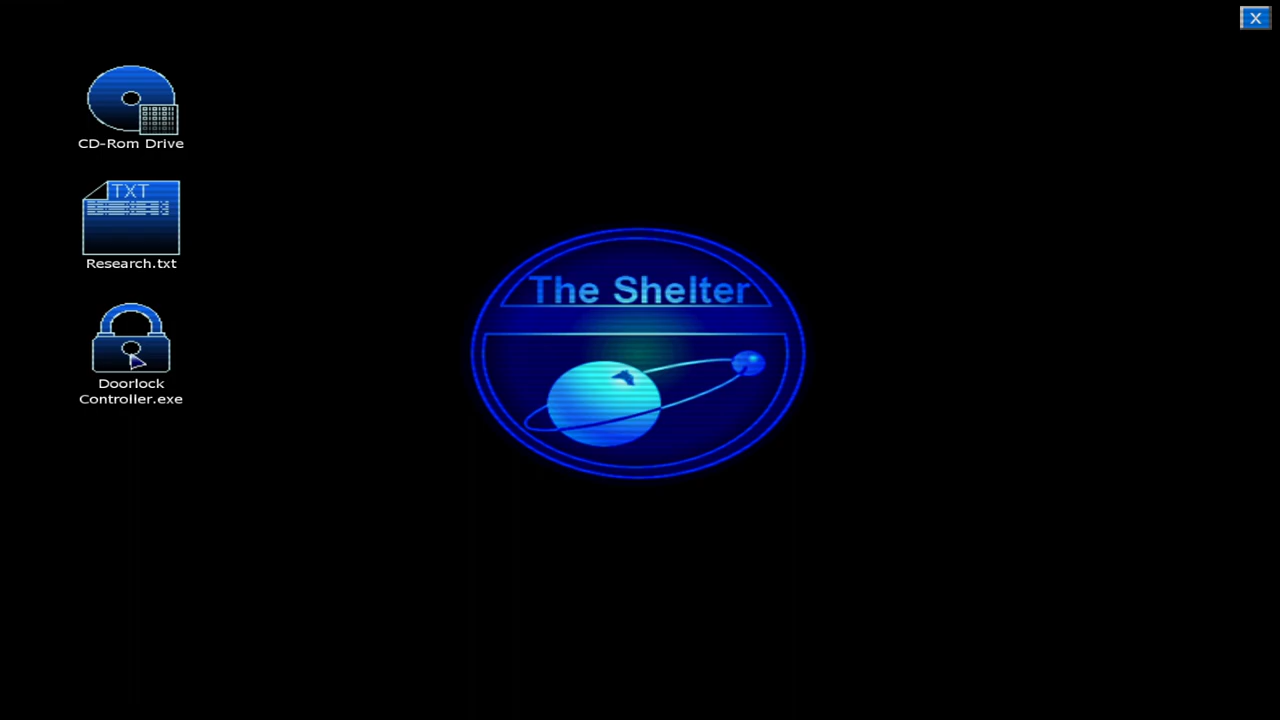 X
CD-Rom Drive
TXT
Research.txt
The Shelter
Doorlock
Controller.exe